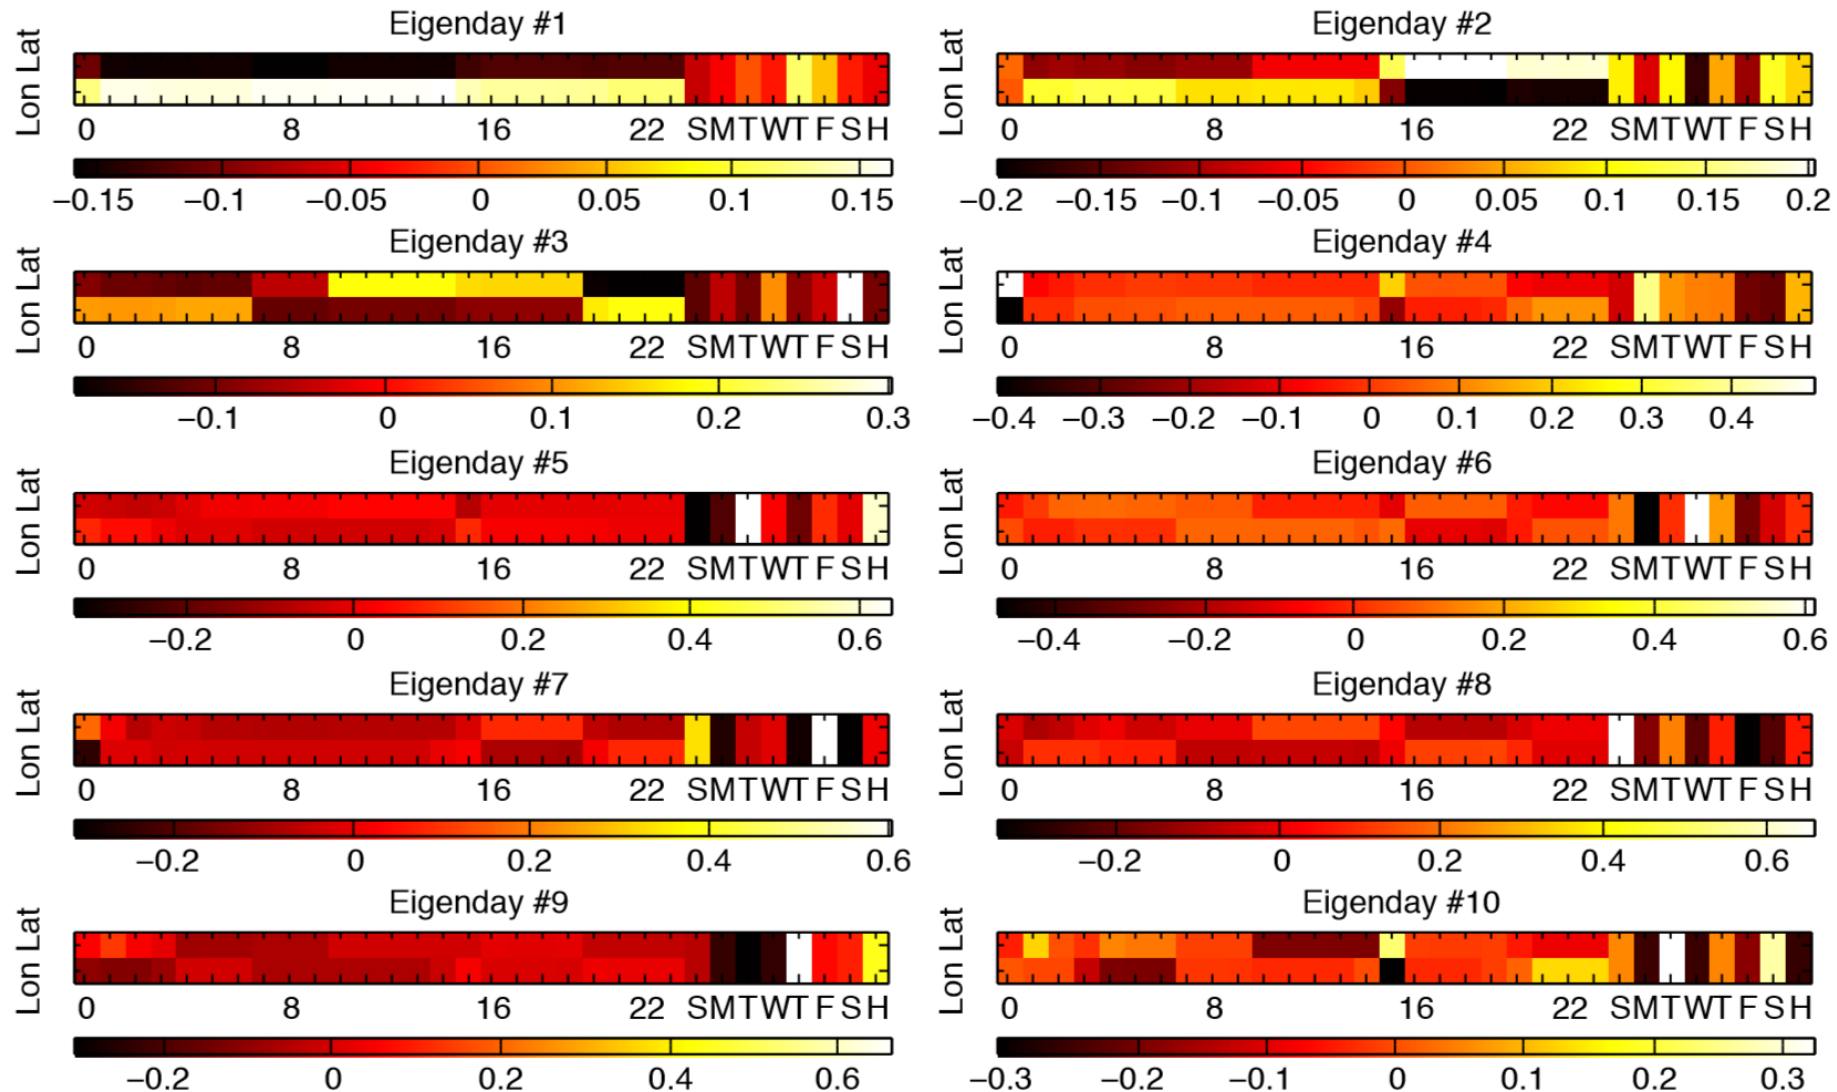 Eigenday #1
Lon Lat
0 8 16 22 S M T W T F S H
−0.15 −0.1 −0.05 0 0.05 0.1 0.15
Eigenday #2
Lon Lat
0 8 16 22 S M T W T F S H
−0.2 −0.15 −0.1 −0.05 0 0.05 0.1 0.15 0.2
Eigenday #3
Lon Lat
0 8 16 22 S M T W T F S H
−0.1 0 0.1 0.2 0.3
Eigenday #4
Lon Lat
0 8 16 22 S M T W T F S H
−0.4 −0.3 −0.2 −0.1 0 0.1 0.2 0.3 0.4
Eigenday #5
Lon Lat
0 8 16 22 S M T W T F S H
−0.2 0 0.2 0.4 0.6
Eigenday #6
Lon Lat
0 8 16 22 S M T W T F S H
−0.4 −0.2 0 0.2 0.4 0.6
Eigenday #7
Lon Lat
0 8 16 22 S M T W T F S H
−0.2 0 0.2 0.4 0.6
Eigenday #8
Lon Lat
0 8 16 22 S M T W T F S H
−0.2 0 0.2 0.4 0.6
Eigenday #9
Lon Lat
0 8 16 22 S M T W T F S H
−0.2 0 0.2 0.4 0.6
Eigenday #10
Lon Lat
0 8 16 22 S M T W T F S H
−0.3 −0.2 −0.1 0 0.1 0.2 0.3